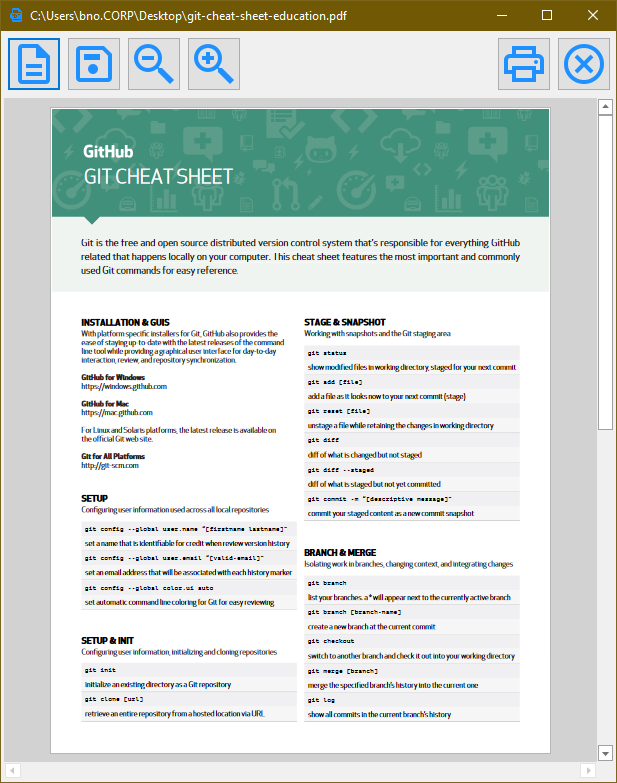 C:\Users\bno.CORP\Desktop\git-cheat-sheet-education.pdf
GitHub
GIT CHEAT SHEET
Git is the free and open source distributed version control system that's responsible for everything GitHub
related that happens locally on your computer. This cheat sheet features the most important and commonly
used Git commands for easy reference.
INSTALLATION & GUIS
With platform specific installers for Git, GitHub also provides the
ease of staying up-to-date with the latest releases of the command
line tool while providing a graphical user interface for day-to-day
interaction, review, and repository synchronization.
GitHub for Windows
https://windows.github.com
GitHub for Mac
https://mac.github.com
For Linux and Solaris platforms, the latest release is available on
the official Git web site.
Git for All Platforms
http://git-scm.com
SETUP
Configuring user information used across all local repositories
git config --global user.name "[firstname lastname]"
set a name that is identifiable for credit when review version history
git config --global user.email "[valid-email]"
set an email address that will be associated with each history marker
git config --global color.ui auto
set automatic command line coloring for Git for easy reviewing
SETUP & INIT
Configuring user information, initializing and cloning repositories
git init
initialize an existing directory as a Git repository
git clone [url]
retrieve an entire repository from a hosted location via URL
STAGE & SNAPSHOT
Working with snapshots and the Git staging area
git status
show modified files in working directory, staged for your next commit
git add [file]
add a file as it looks now to your next commit (stage)
git reset [file]
unstage a file while retaining the changes in working directory
git diff
diff of what is changed but not staged
git diff --staged
diff of what is staged but not yet committed
git commit -m "[descriptive message]"
commit your staged content as a new commit snapshot
BRANCH & MERGE
Isolating work in branches, changing context, and integrating changes
git branch
list your branches. a * will appear next to the currently active branch
git branch [branch-name]
create a new branch at the current commit
git checkout
switch to another branch and check it out into your working directory
git merge [branch]
merge the specified branch's history into the current one
git log
show all commits in the current branch's history